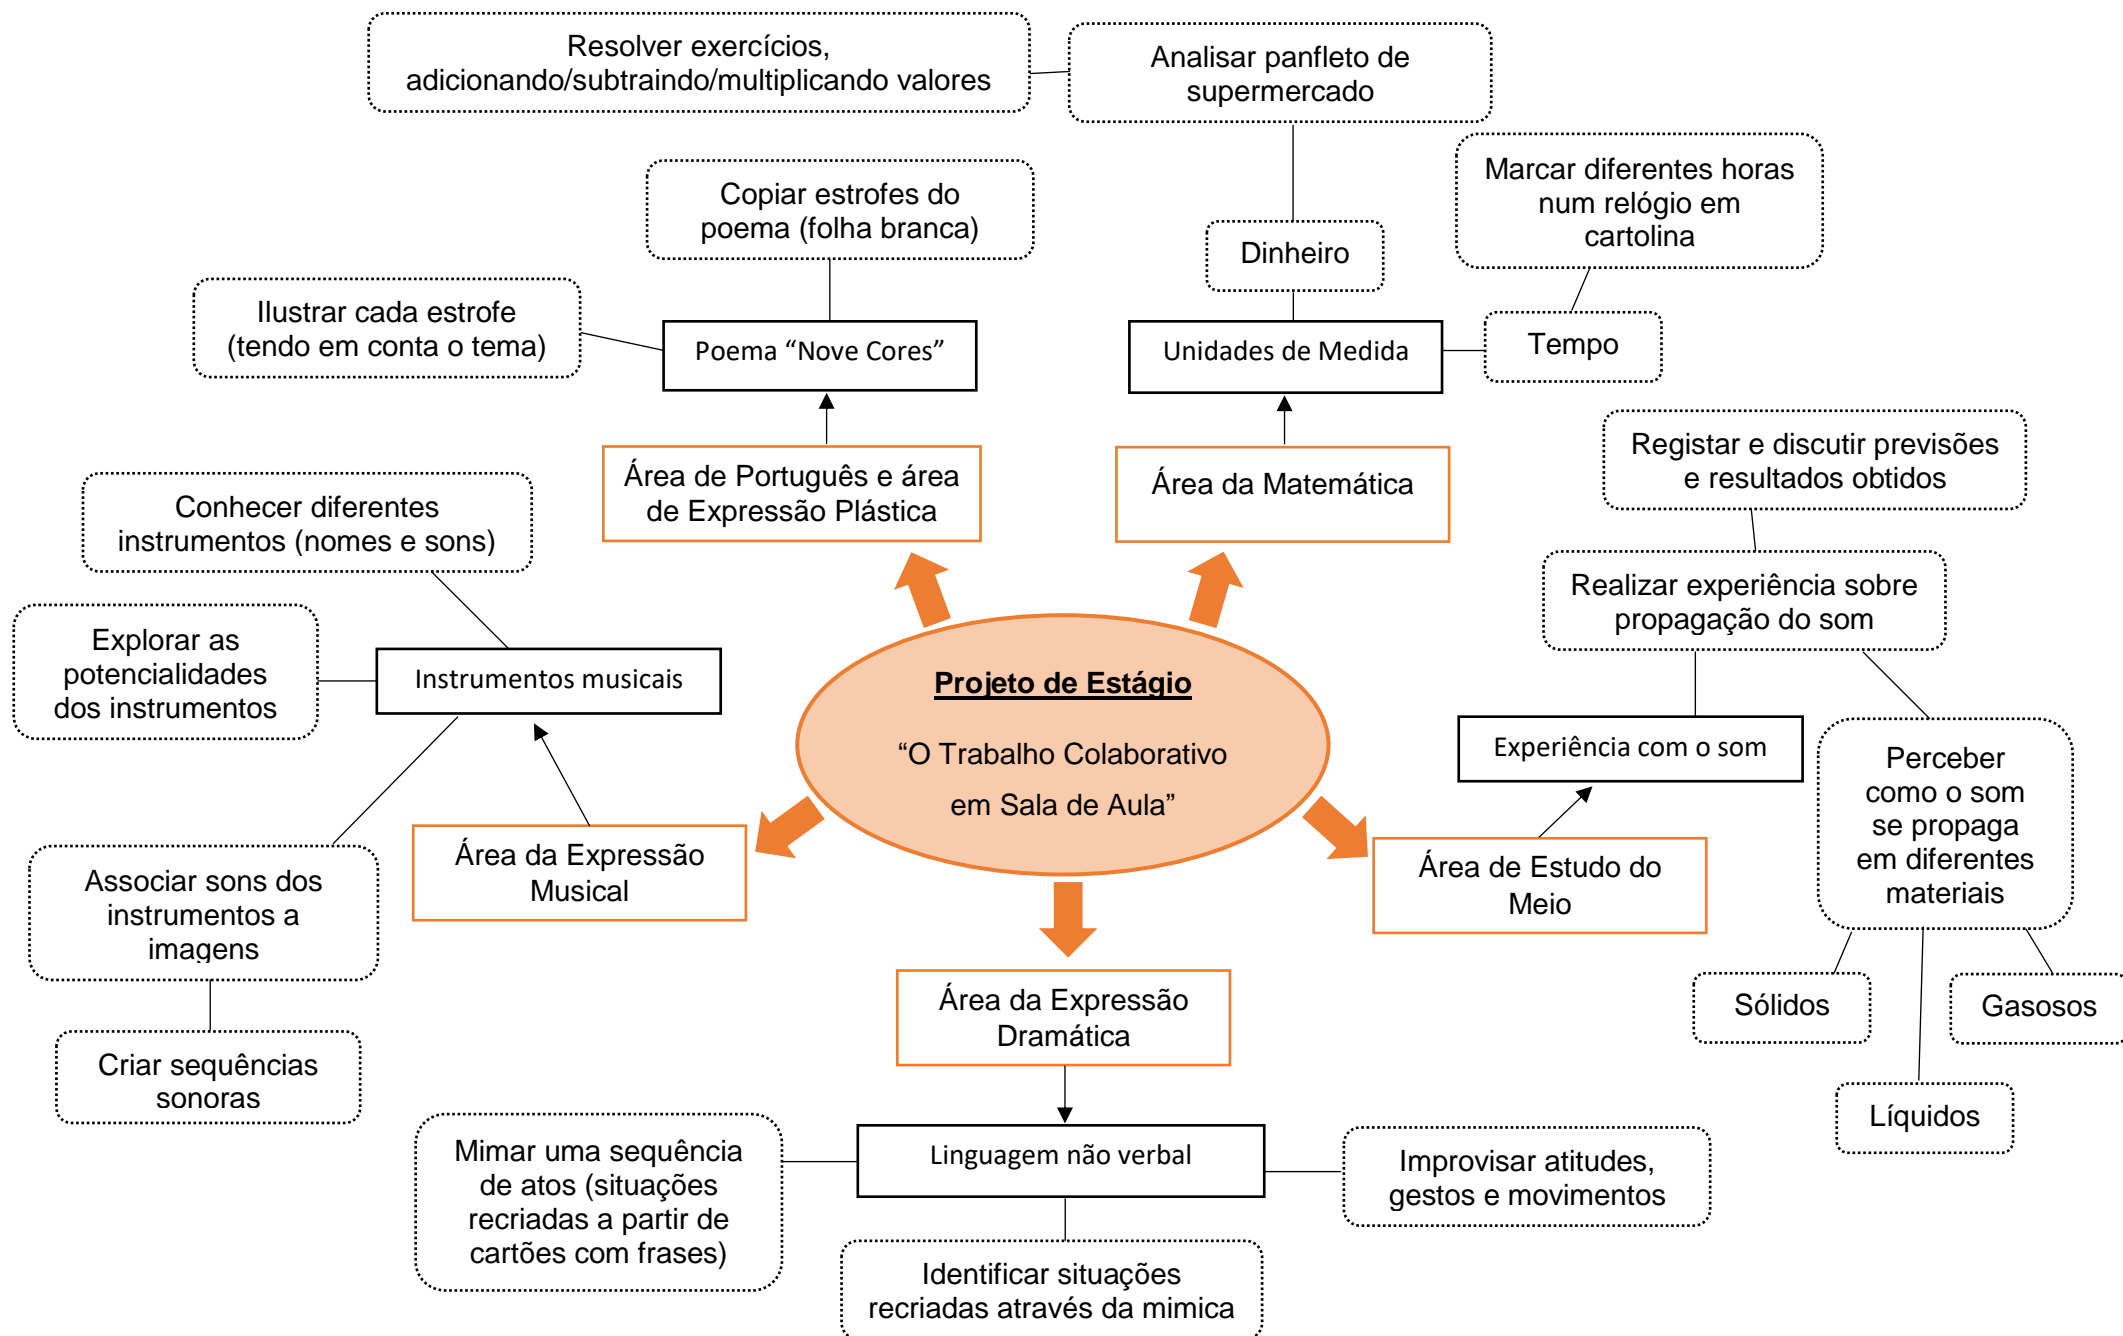 Resolver exercícios,
adicionando/subtraindo/multiplicando valores
Analisar panfleto de
supermercado
Marcar diferentes horas
num relógio em
cartolina
Copiar estrofes do
poema (folha branca)
Dinheiro
Ilustrar cada estrofe
(tendo em conta o tema)
Poema “Nove Cores”
Unidades de Medida
Tempo
Área de Português e área
de Expressão Plástica
Área da Matemática
Registar e discutir previsões
e resultados obtidos
Conhecer diferentes
instrumentos (nomes e sons)
Realizar experiência sobre
propagação do som
Explorar as
potencialidades
dos instrumentos
Instrumentos musicais
Projeto de Estágio
“O Trabalho Colaborativo
em Sala de Aula”
Experiência com o som
Perceber
como o som
se propaga
em diferentes
materiais
Área da Expressão
Musical
Área de Estudo do
Meio
Associar sons dos
instrumentos a
imagens
Sólidos
Gasosos
Líquidos
Área da Expressão
Dramática
Criar sequências
sonoras
Mimar uma sequência
de atos (situações
recriadas a partir de
cartões com frases)
Linguagem não verbal
Improvisar atitudes,
gestos e movimentos
Identificar situações
recriadas através da mimica